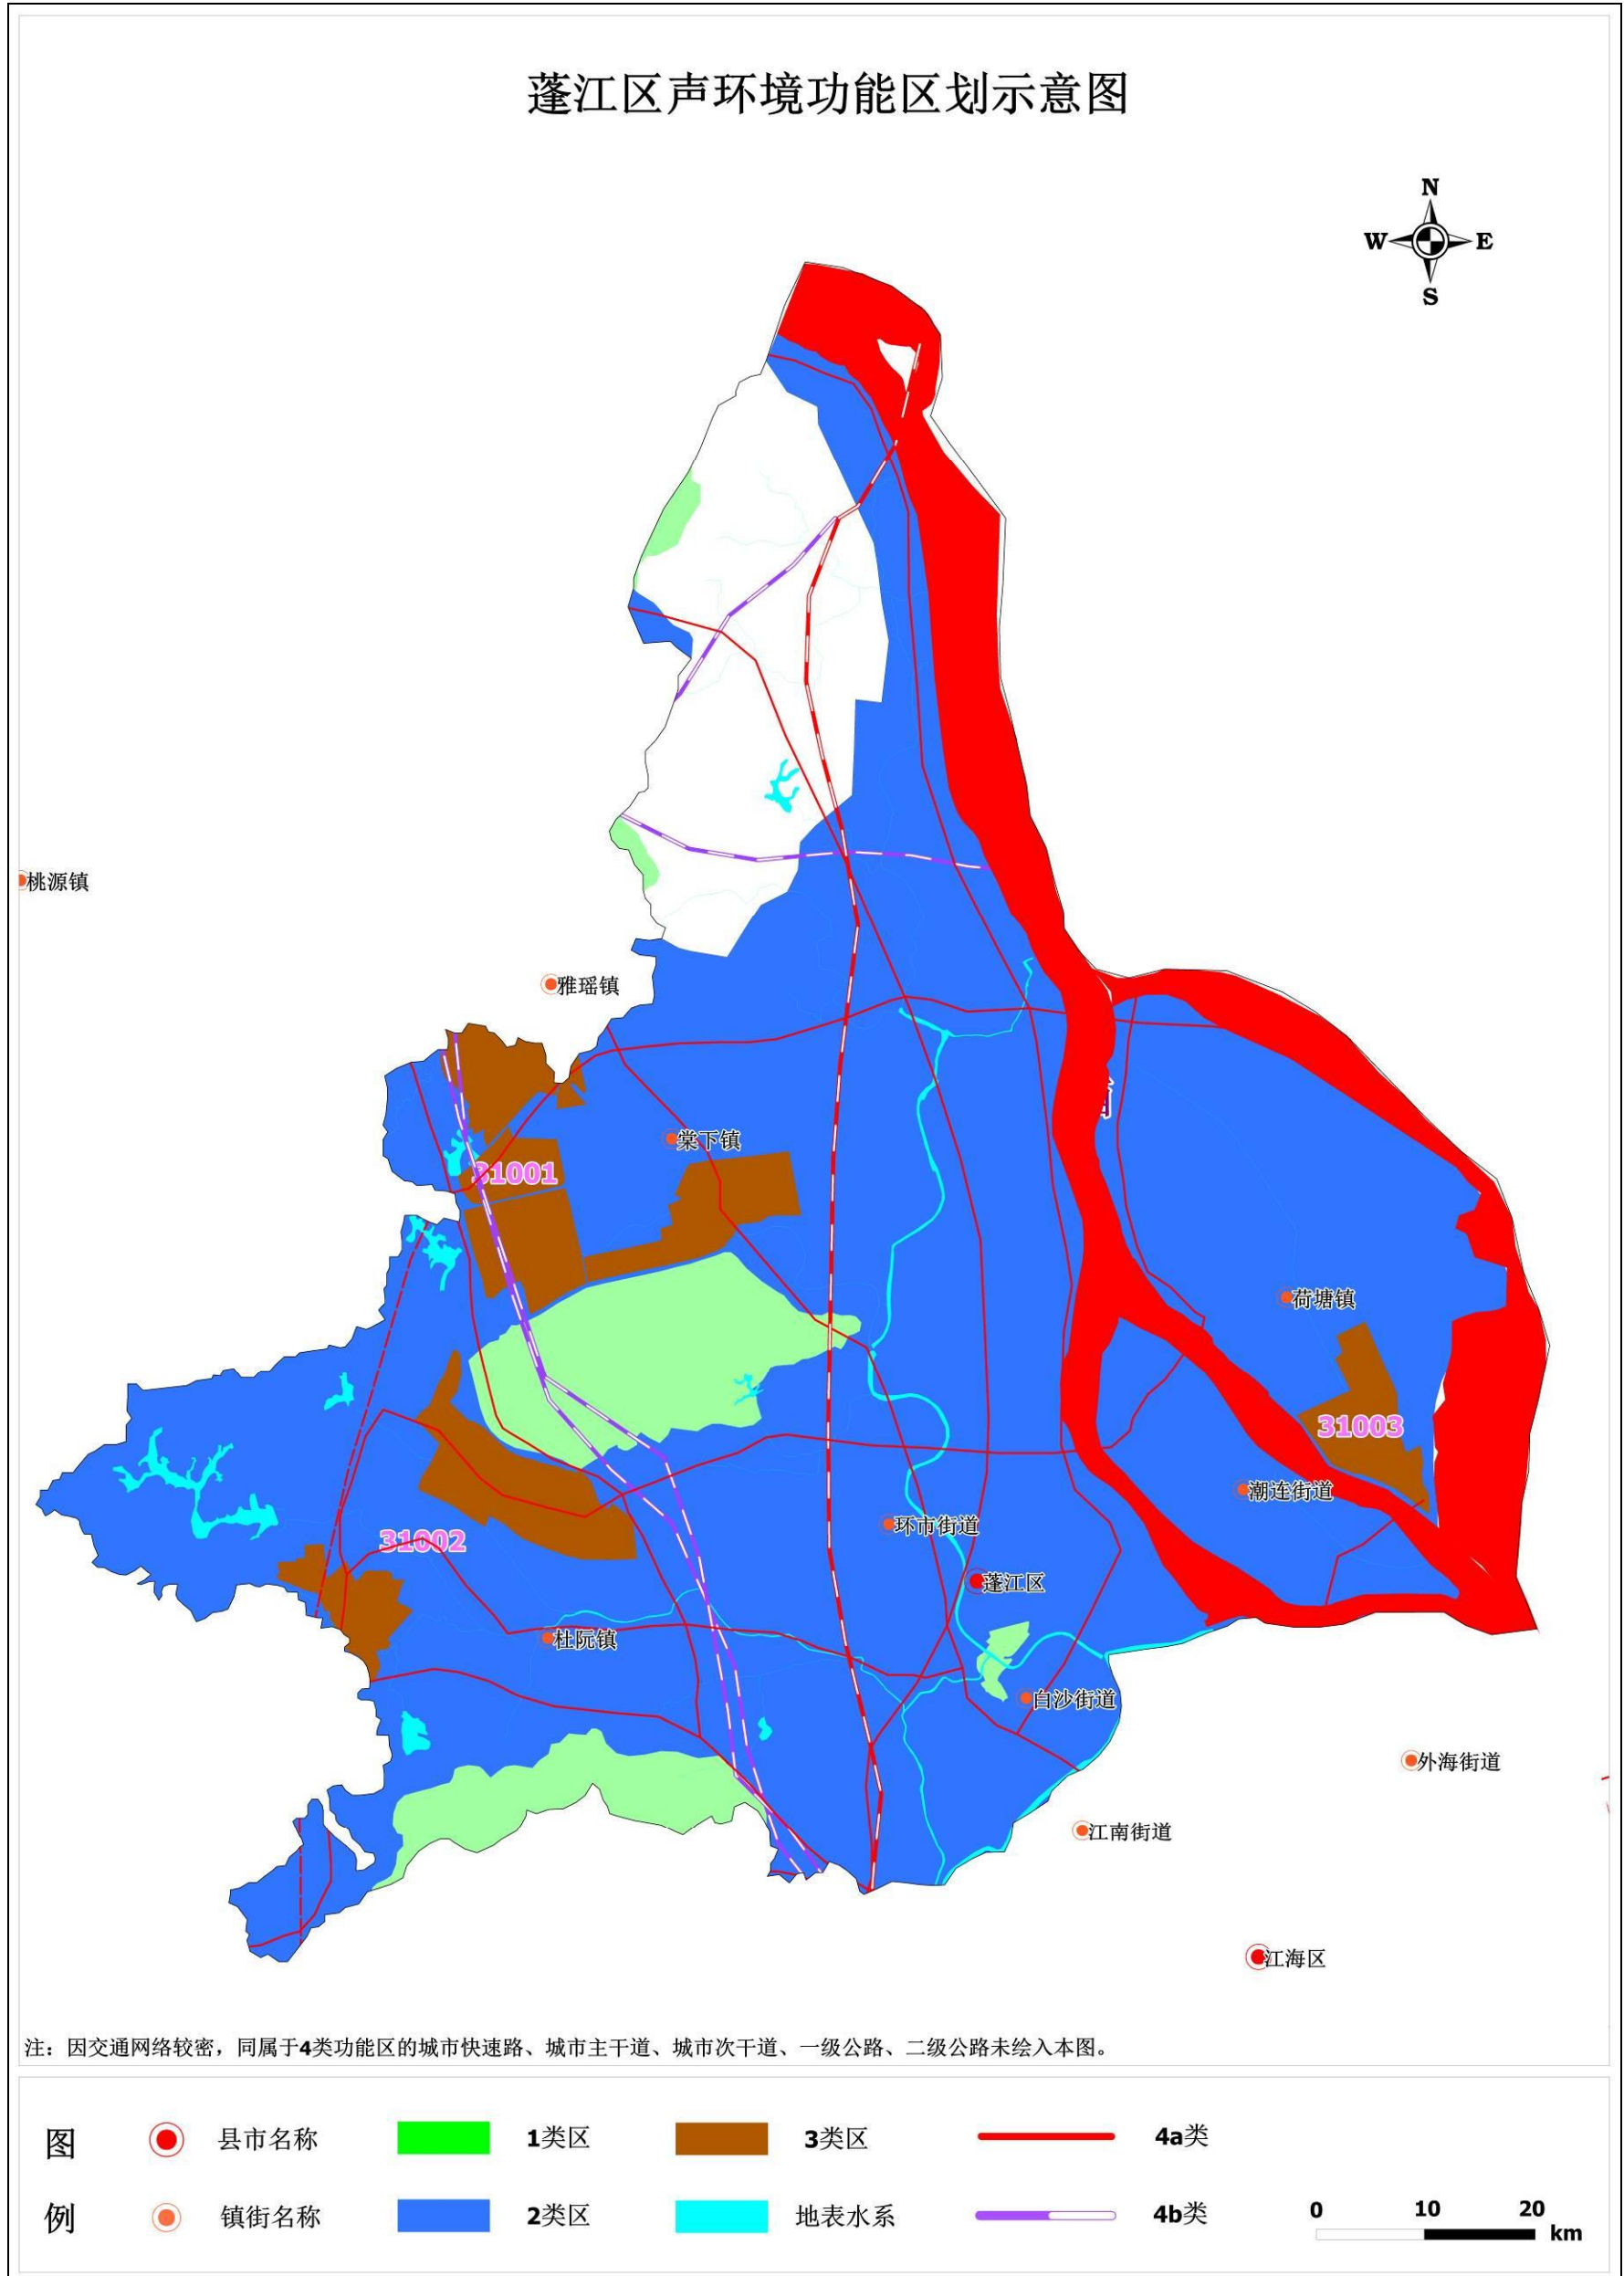 蓬江区声环境功能区划示意图
N
W E
S
桃源镇
雅瑶镇
棠下镇
31001
荷塘镇
31003
潮连街道
环市街道
31002
蓬江区
杜阮镇
白沙街道
外海街道
江南街道
江海区
注：因交通网络较密，同属于4类功能区的城市快速路、城市主干道、城市次干道、一级公路、二级公路未绘入本图。
图 县市名称 1类区 3类区 4a类
例 镇街名称 2类区 地表水系 4b类
0 10 20
km